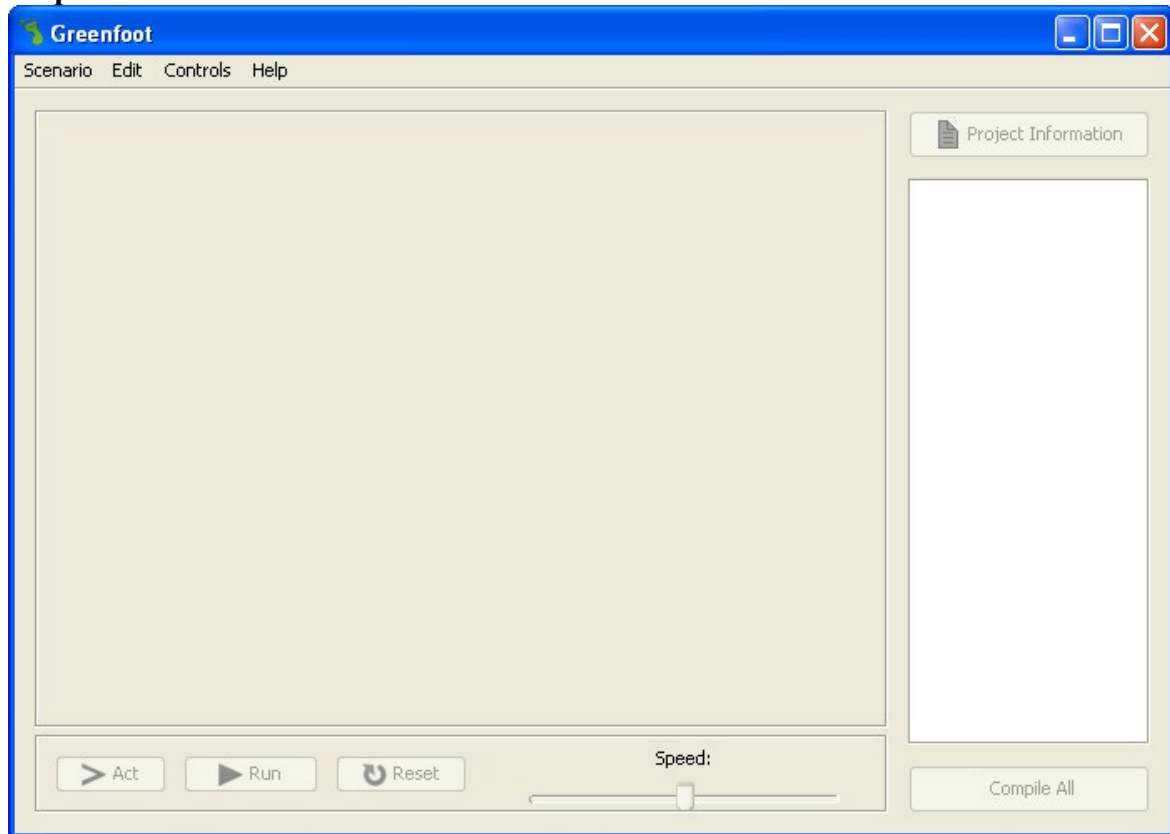 Greenfoot
Scenario Edit Controls Help
Project Information
Act Run Reset Speed:
Compile All